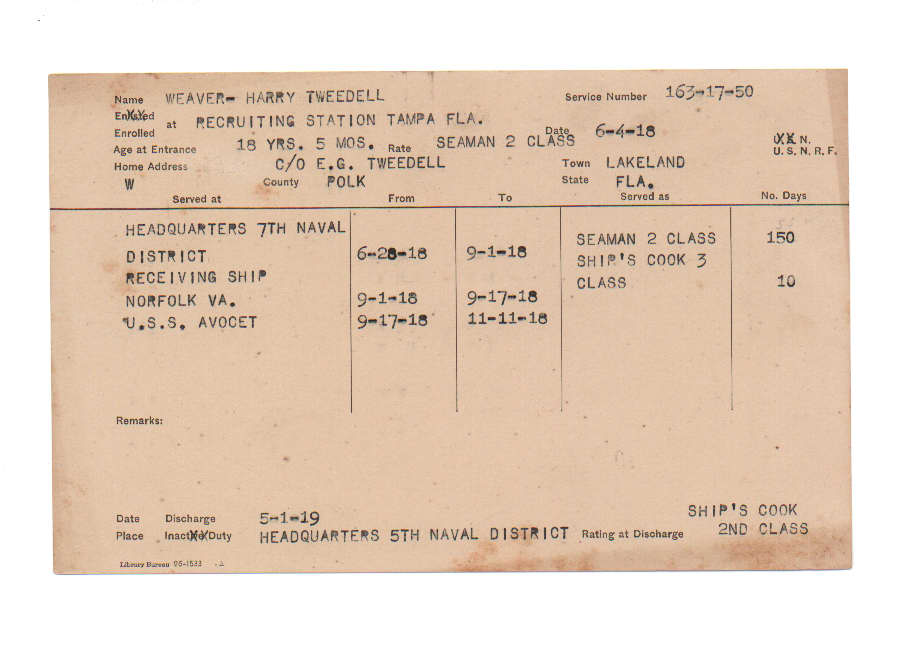 Name WEAVER- HARRY TWEEDELL Service Number 163-17-50
Enlisted
Enrolled at RECRUITING STATION TAMPA FLA. Date 6-4-18
Age at Entrance 18 YRS. 5 MOS. Rate SEAMAN 2 CLASS U.S.N.
U. S. N. R. F.
Home Address C/O E.G. TWEEDELL Town LAKELAND
W County POLK State FLA.
Served at From To Served as No. Days
HEADQUARTERS 7TH NAVAL
DISTRICT 6-28-18 9-1-18 SEAMAN 2 CLASS 150
RECEIVING SHIP SHIP'S COOK 3
NORFOLK VA. 9-1-18 9-17-18 CLASS 10
U.S.S. AVOCET 9-17-18 11-11-18
Remarks:
Date Discharge 5-1-19 SHIP'S COOK
Place Inactive Duty HEADQUARTERS 5TH NAVAL DISTRICT Rating at Discharge 2ND CLASS
Library Bureau 96-1533